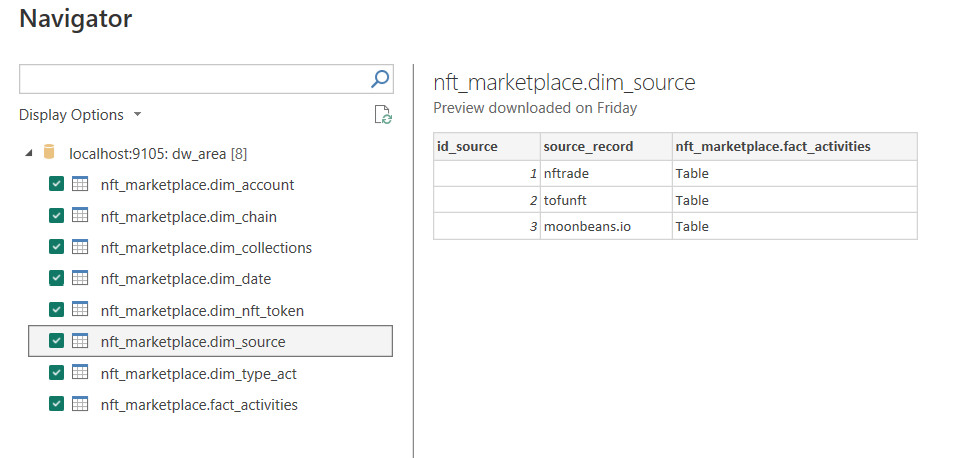 Navigator
Display Options
localhost:9105: dw_area [8]
nft_marketplace.dim_account
nft_marketplace.dim_chain
nft_marketplace.dim_collections
nft_marketplace.dim_date
nft_marketplace.dim_nft_token
nft_marketplace.dim_source
nft_marketplace.dim_type_act
nft_marketplace.fact_activities
nft_marketplace.dim_source
Preview downloaded on Friday
id_source source_record nft_marketplace.fact_activities
1 nftrade Table
2 tofunft Table
3 moonbeans.io Table